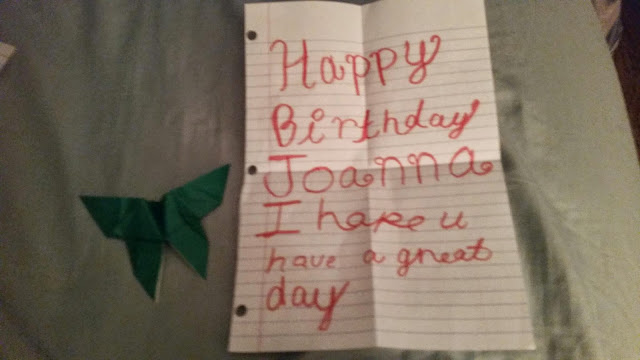 Happy
Birthday
Joanna
I hope u
have a great
day